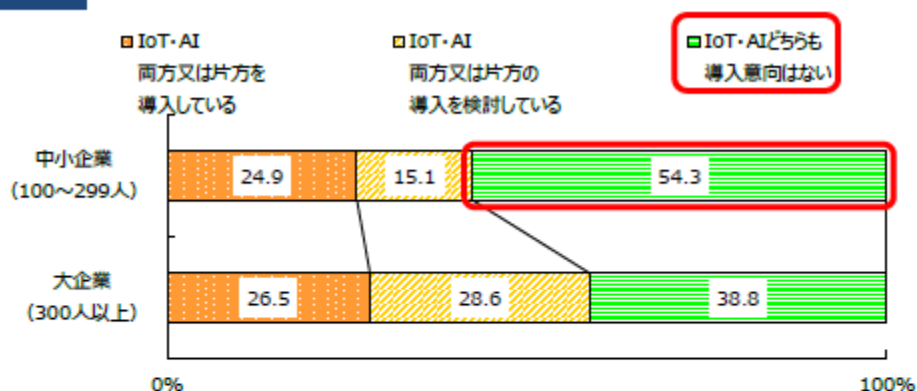 IoT・AI
両方又は片方を
導入している
IoT・AI
両方又は片方の
導入を検討している
IoT・AIどちらも
導入意向はない
中小企業
(100~299人)
24.9
15.1
54.3
大企業
(300人以上)
26.5
28.6
38.8
0%
100%